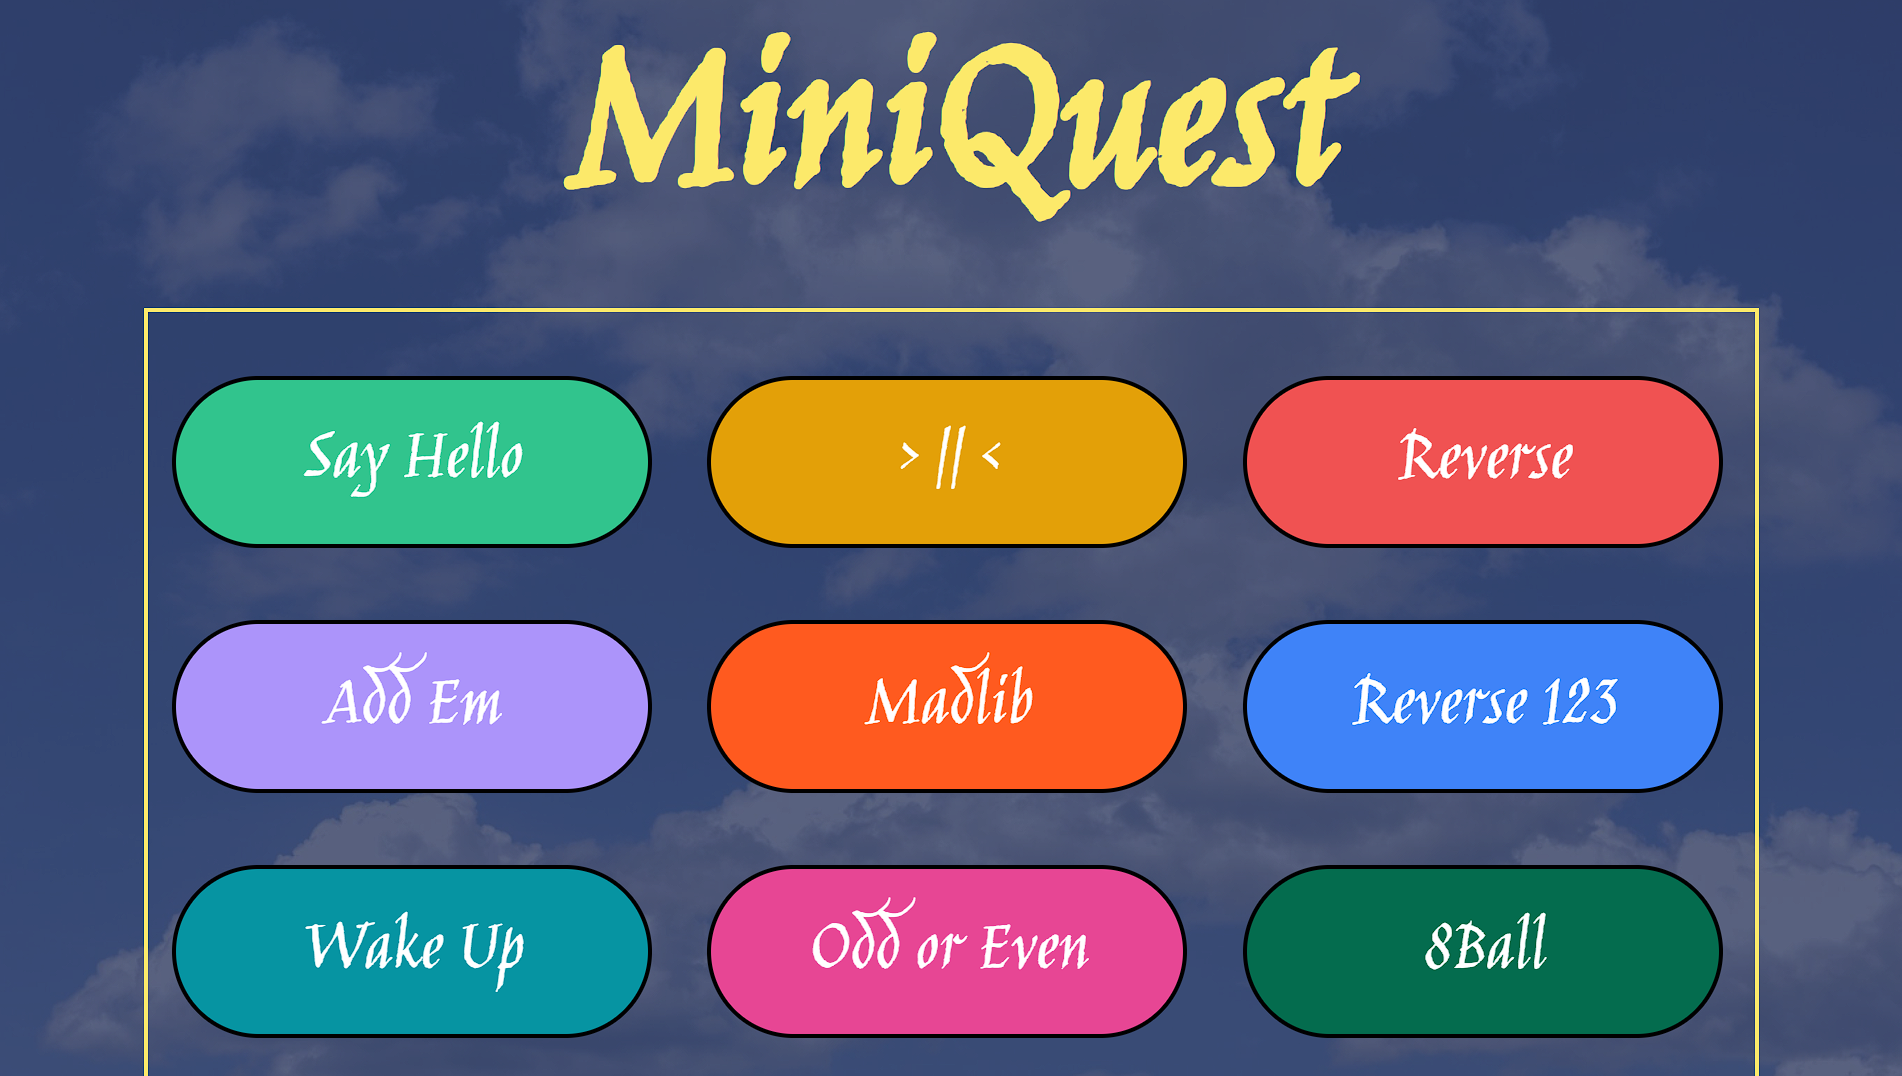 MiniQuest
Say Hello
> // <
Reverse
Add Em
Madlib
Reverse 123
Wake Up
Odd or Even
8Ball